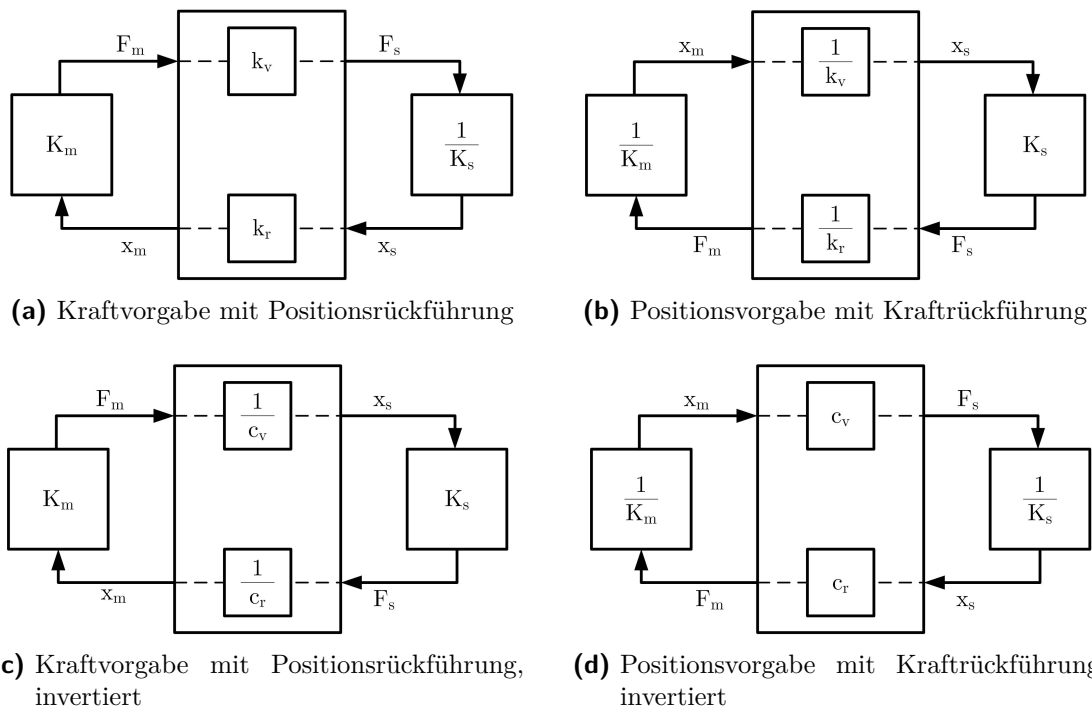 F_m F_s x_m x_s
k_v 1/k_v
K_m 1/K_s 1/K_m K_s
k_r 1/k_r
x_m x_s F_m F_s
(a) Kraftvorgabe mit Positionsrückführung
(b) Positionsvorgabe mit Kraftrückführung
F_m x_s x_m F_s
1/c_v c_v
K_m K_s 1/K_m 1/K_s
1/c_r c_r
x_m F_s F_m x_s
c) Kraftvorgabe mit Positionsrückführung,
invertiert
(d) Positionsvorgabe mit Kraftrückführung
invertiert